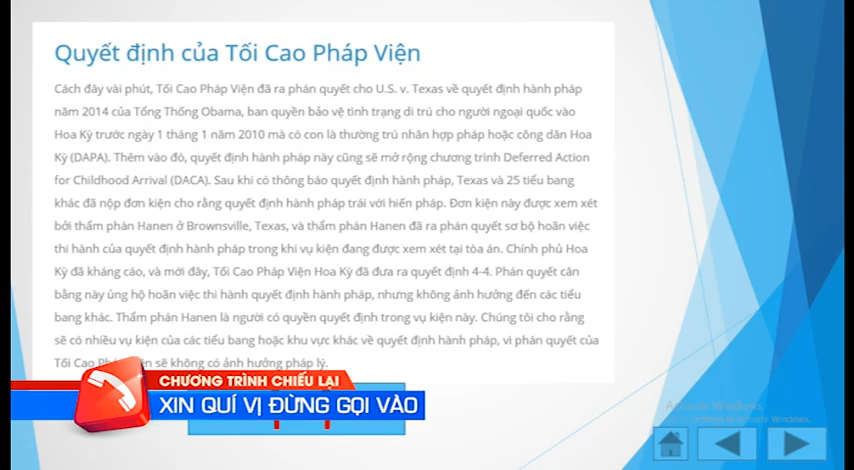 Quyết định của Tối Cao Pháp Viện
Cách đây vài phút, Tối Cao Pháp Viện đã ra phán quyết cho U.S. v. Texas về quyết định hành pháp
năm 2014 của Tổng Thống Obama, ban quyền bảo vệ tình trạng di trú cho người ngoại quốc vào
Hoa Kỳ trước ngày 1 tháng 1 năm 2010 mà có con là thường trú nhân hợp pháp hoặc công dân Hoa
Kỳ (DAPA). Thêm vào đó, quyết định hành pháp này cũng sẽ mở rộng chương trình Deferred Action
for Childhood Arrival (DACA). Sau khi có thông báo quyết định hành pháp, Texas và 25 tiểu bang
khác đã nộp đơn kiện cho rằng quyết định hành pháp trái với hiến pháp. Đơn kiện này được xem xét
bởi thẩm phán Hanen ở Brownsville, Texas, và thẩm phán Hanen đã ra phán quyết sơ bộ hoãn việc
thi hành của quyết định hành pháp trong khi vụ kiện đang được xem xét tại tòa án. Chính phủ Hoa
Kỳ đã kháng cáo, và mới đây, Tối Cao Pháp Viện Hoa Kỳ đã đưa ra quyết định 4-4. Phán quyết cân
bằng này ủng hộ hoãn việc thi hành quyết định hành pháp, nhưng không ảnh hưởng đến các tiểu
bang khác. Thẩm phán Hanen là người có quyền quyết định trong vụ kiện này. Chúng tôi cho rằng
sẽ có nhiều vụ kiện của các tiểu bang hoặc khu vực khác về quyết định hành pháp, vì phán quyết của
Tối Cao sẽ không có ảnh hưởng pháp lý.
CHƯƠNG TRÌNH CHIẾU LẠI
XIN QUÍ VỊ ĐỪNG GỌI VÀO
Activate Windows
Windows.